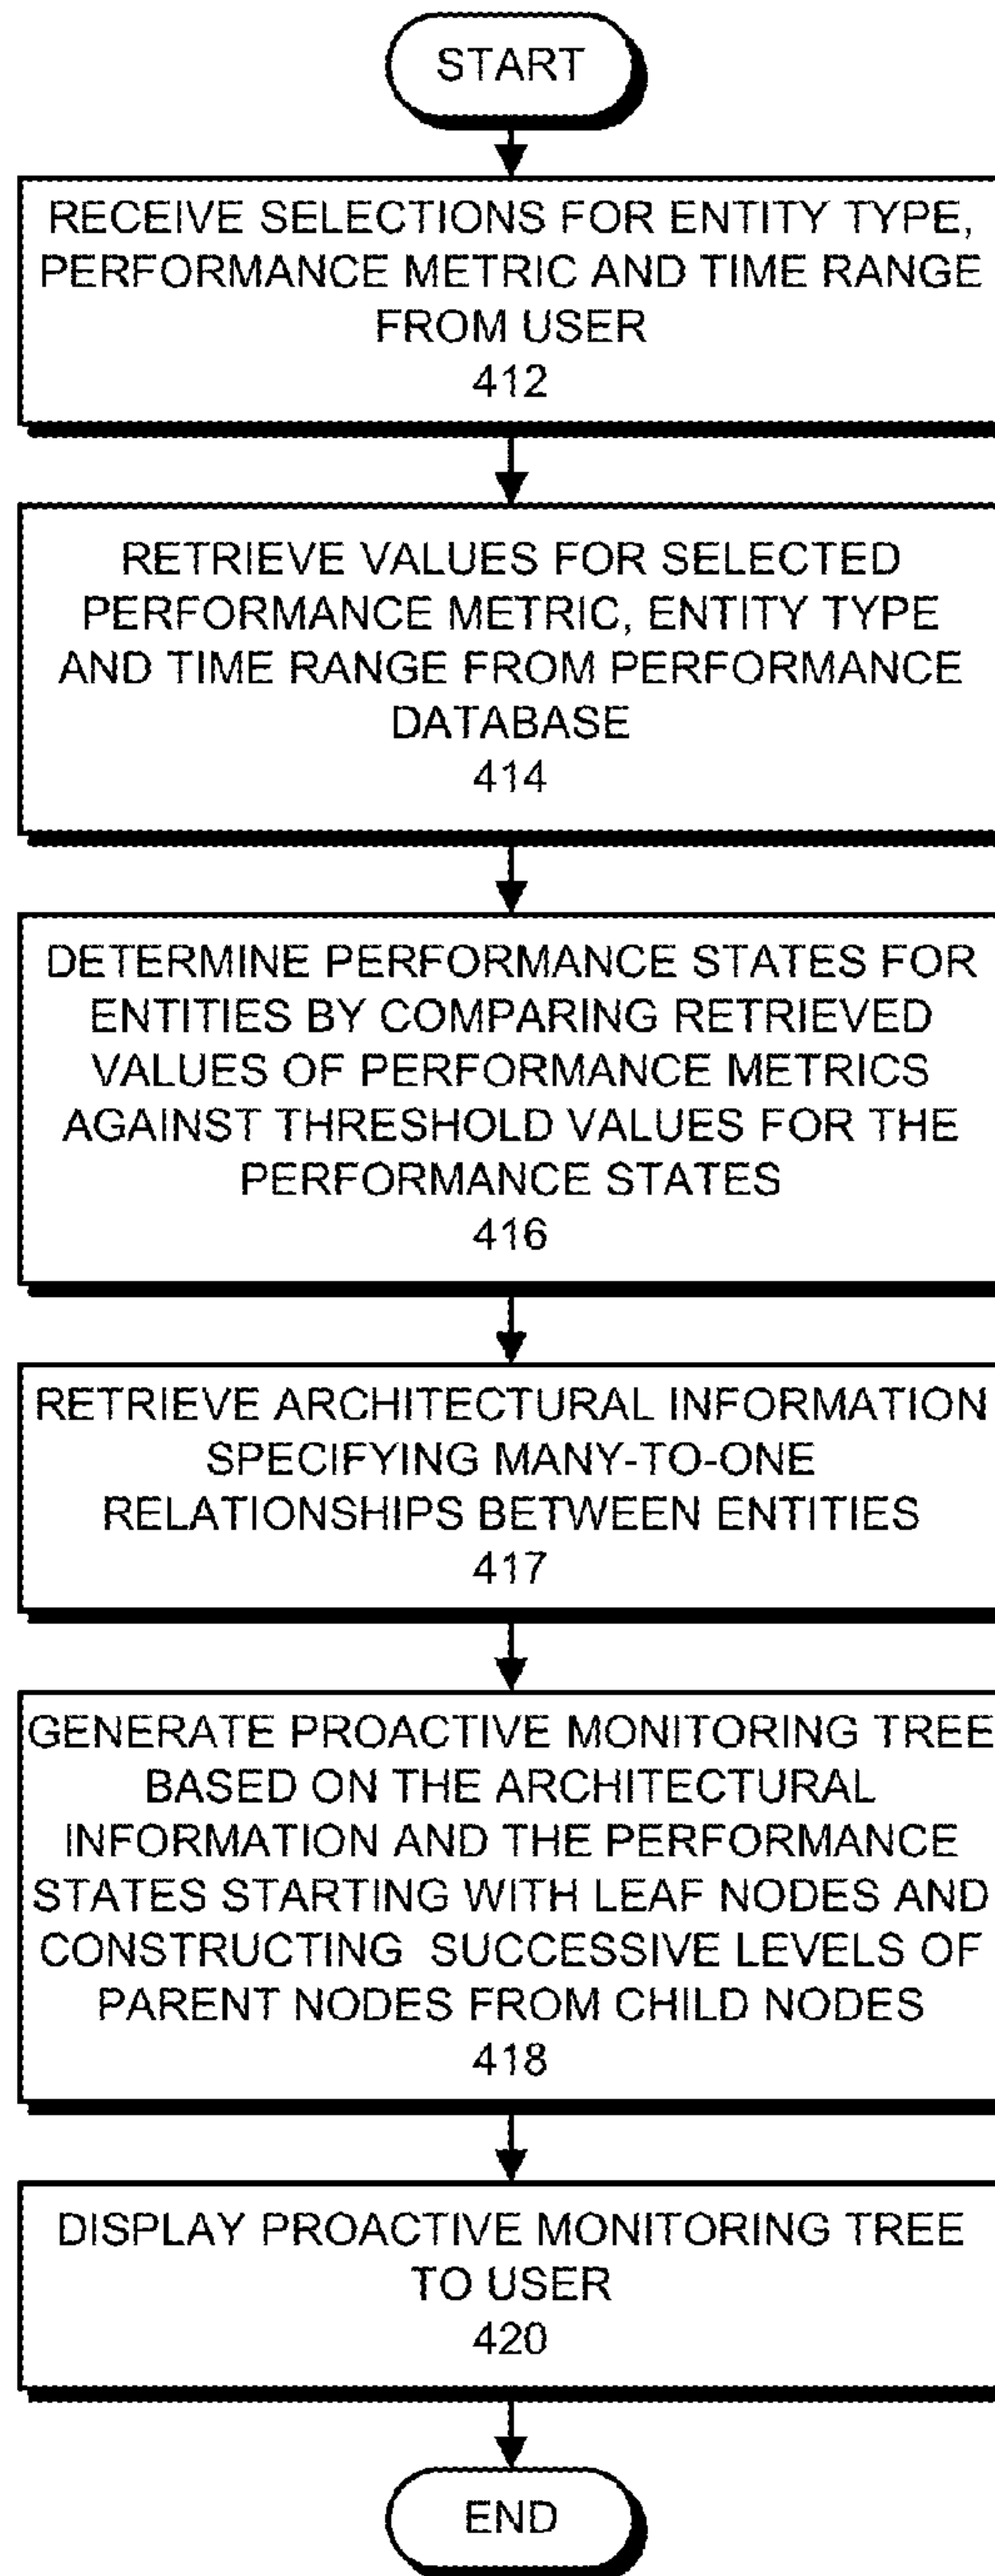 START
RECEIVE SELECTIONS FOR ENTITY TYPE,
PERFORMANCE METRIC AND TIME RANGE
FROM USER
412
RETRIEVE VALUES FOR SELECTED
PERFORMANCE METRIC, ENTITY TYPE
AND TIME RANGE FROM PERFORMANCE
DATABASE
414
DETERMINE PERFORMANCE STATES FOR
ENTITIES BY COMPARING RETRIEVED
VALUES OF PERFORMANCE METRICS
AGAINST THRESHOLD VALUES FOR THE
PERFORMANCE STATES
416
RETRIEVE ARCHITECTURAL INFORMATION
SPECIFYING MANY-TO-ONE
RELATIONSHIPS BETWEEN ENTITIES
417
GENERATE PROACTIVE MONITORING TREE
BASED ON THE ARCHITECTURAL
INFORMATION AND THE PERFORMANCE
STATES STARTING WITH LEAF NODES AND
CONSTRUCTING SUCCESSIVE LEVELS OF
PARENT NODES FROM CHILD NODES
418
DISPLAY PROACTIVE MONITORING TREE
TO USER
420
END